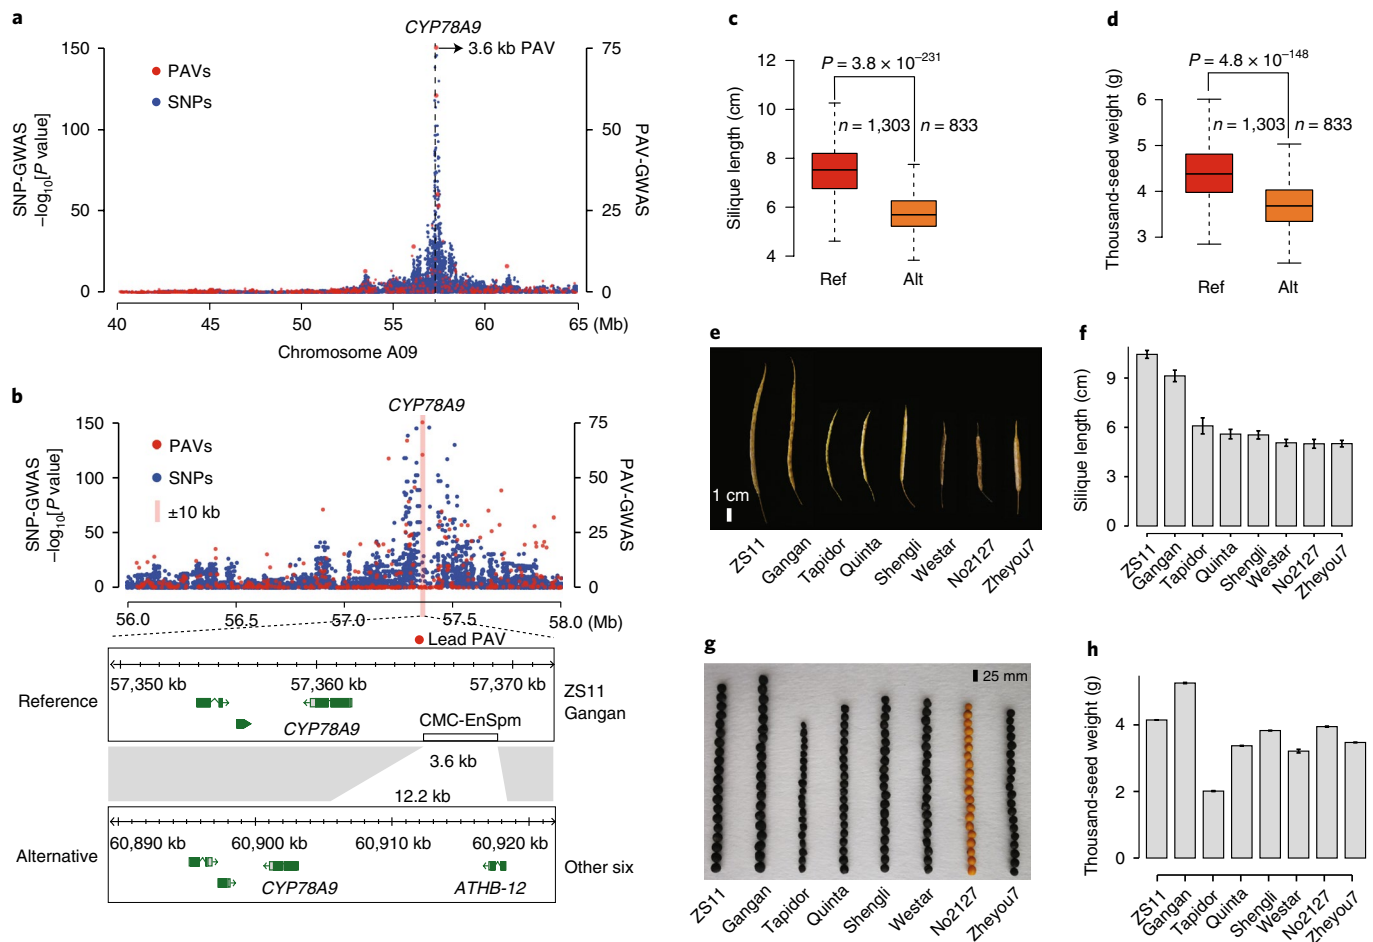 a
CYP78A9
3.6 kb PAV
PAVs
SNPs
SNP-GWAS
–log10[P value]
150
100
50
0
75
50
25
0
PAV-GWAS
40 45 50 55 60 65 (Mb)
Chromosome A09
b
CYP78A9
PAVs
SNPs
±10 kb
SNP-GWAS
–log10[P value]
150
100
50
0
75
50
25
0
PAV-GWAS
56.0 56.5 57.0 57.5 58.0 (Mb)
Lead PAV
Reference
57,350 kb 57,360 kb 57,370 kb
CYP78A9
CMC-EnSpm
ZS11
Gangan
3.6 kb
12.2 kb
Alternative
60,890 kb 60,900 kb 60,910 kb 60,920 kb
CYP78A9
ATHB-12
Other six
c
P = 3.8 × 10–231
n = 1,303 n = 833
Silique length (cm)
12
10
8
6
4
Ref Alt
d
P = 4.8 × 10–148
n = 1,303 n = 833
Thousand-seed weight (g)
6
5
4
3
Ref Alt
e
1 cm
ZS11 Gangan Tapidor Quinta Shengli Westar No2127 Zheyou7
f
Silique length (cm)
9
6
3
0
ZS11 Gangan Tapidor Quinta Shengli Westar No2127 Zheyou7
g
25 mm
ZS11 Gangan Tapidor Quinta Shengli Westar No2127 Zheyou7
h
Thousand-seed weight (g)
4
2
0
ZS11 Gangan Tapidor Quinta Shengli Westar No2127 Zheyou7